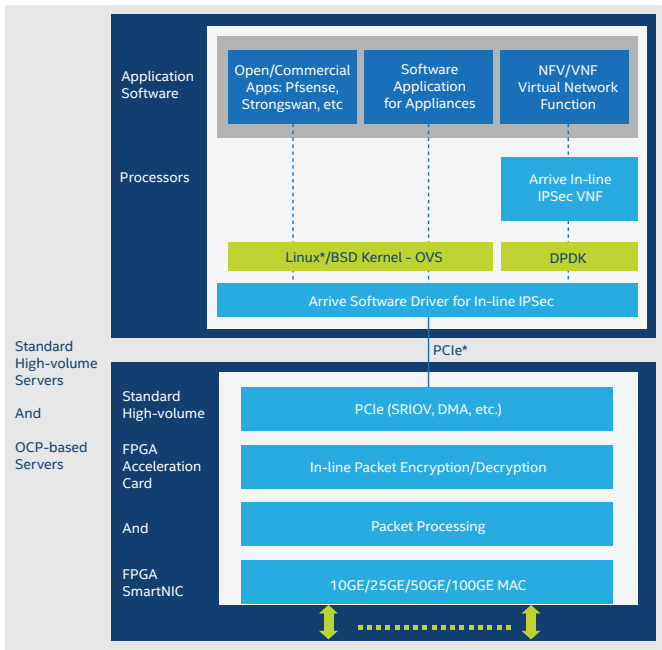 Application
Software
Open/Commercial
Apps: Pfsense,
Strongswan, etc
Software
Application
for Appliances
NFV/VNF
Virtual Network
Function
Processors
Arrive In-line
IPSec VNF
Linux*/BSD Kernel - OVS
DPDK
Arrive Software Driver for In-line IPSec
Standard
High-volume
Servers
And
OCP-based
Servers
PCIe*
Standard
High-volume
FPGA
Acceleration
Card
And
FPGA
SmartNIC
PCIe (SRIOV, DMA, etc.)
In-line Packet Encryption/Decryption
Packet Processing
10GE/25GE/50GE/100GE MAC